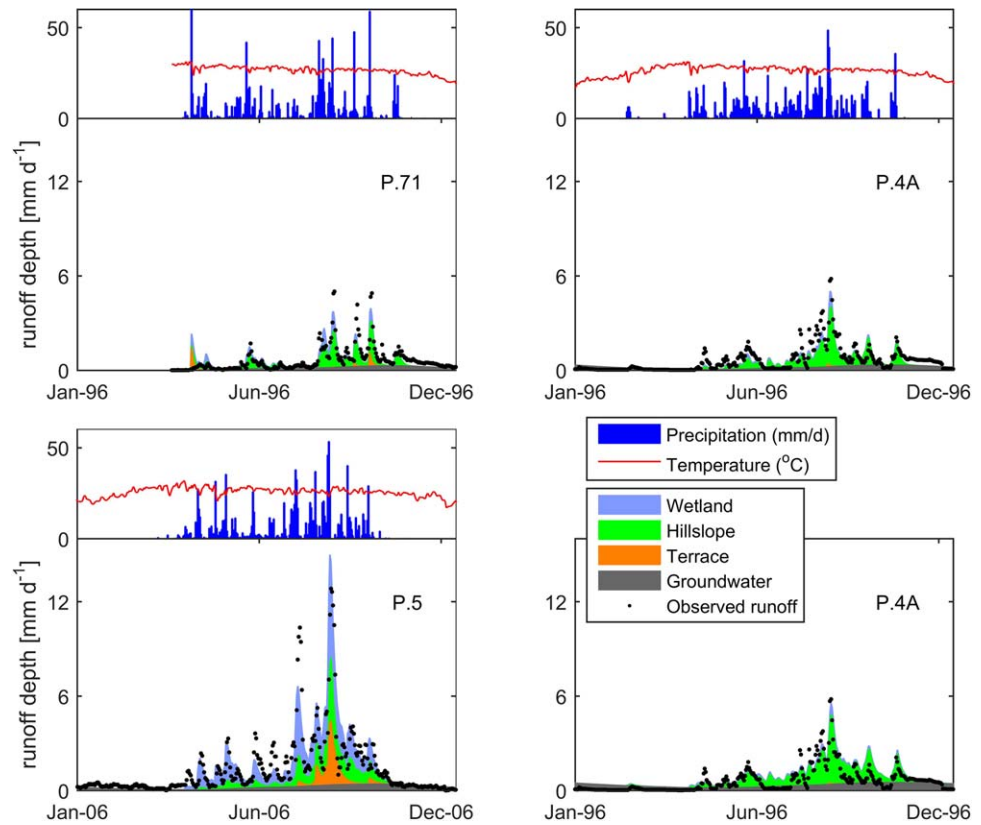 50
0
12
6
0
runoff depth [mm d⁻¹]
P.71
Jan-96 Jun-96 Dec-96
50
0
12
6
0
P.4A
Jan-96 Jun-96 Dec-96
50
0
12
6
0
runoff depth [mm d⁻¹]
P.5
Jan-96 Jun-96 Dec-96
Precipitation (mm/d)
Temperature (°C)
Wetland
Hillslope
Terrace
Groundwater
Observed runoff
12
6
0
P.4A
Jan-96 Jun-96 Dec-96